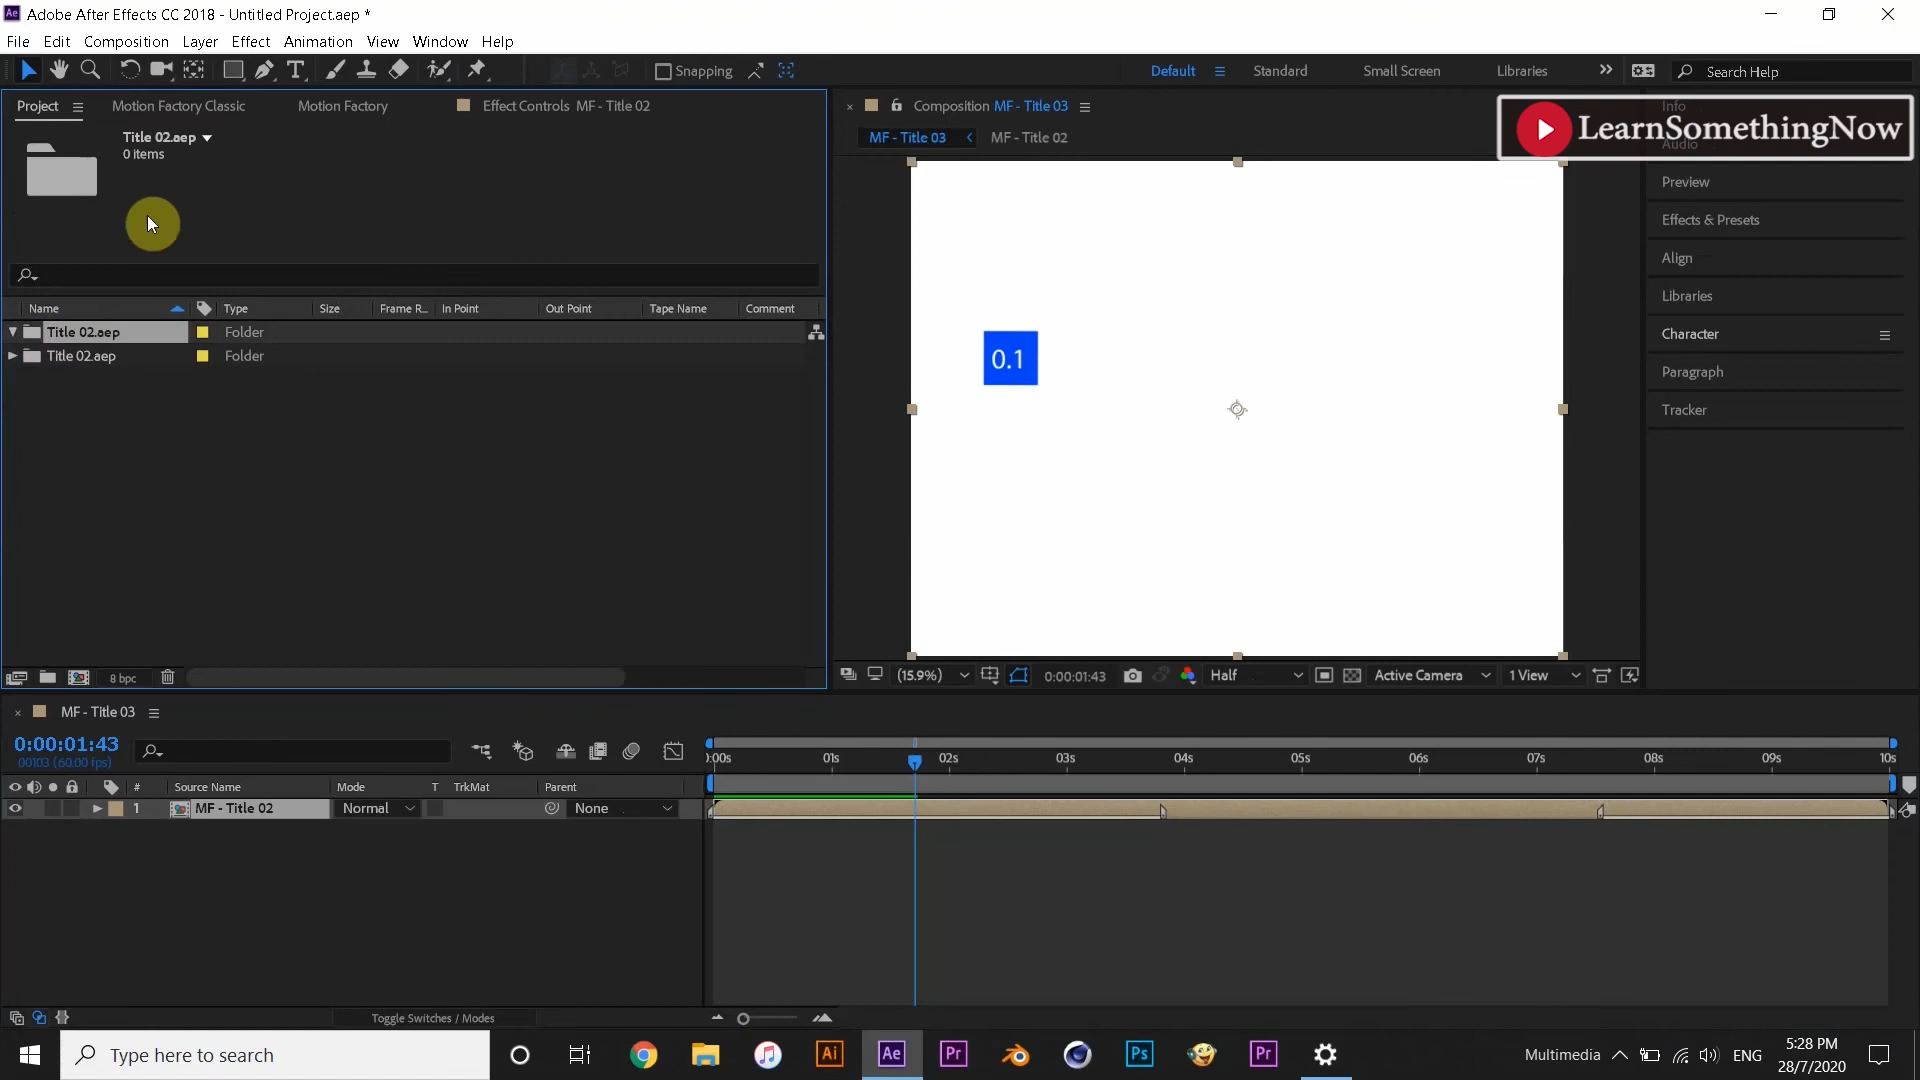 Adobe After Effects CC 2018 - Untitled Project.aep *
File Edit Composition Layer Effect Animation View Window Help
Snapping Default Standard Small Screen Libraries Search Help
Project Motion Factory Classic Motion Factory Effect Controls MF - Title 02
Composition MF - Title 03
Info
LearnSomethingNow
Title 02.aep
0 items
MF - Title 03 MF - Title 02
Audio
Preview
Effects & Presets
Align
Libraries
Character
Paragraph
Tracker
Name Type Size Frame R... In Point Out Point Tape Name Comment
Title 02.aep Folder
Title 02.aep Folder
0.1
8 bpc
(15.9%) 0:00:01:43 Half Active Camera 1 View
MF - Title 03
0:00:01:43
00103 (60.00 fps)
):00s 01s 02s 03s 04s 05s 06s 07s 08s 09s 10s
# Source Name Mode T TrkMat Parent
1 MF - Title 02 Normal None
Toggle Switches / Modes
Type here to search
Ai Ae Pr Ps Pr
Multimedia ENG
5:28 PM
28/7/2020